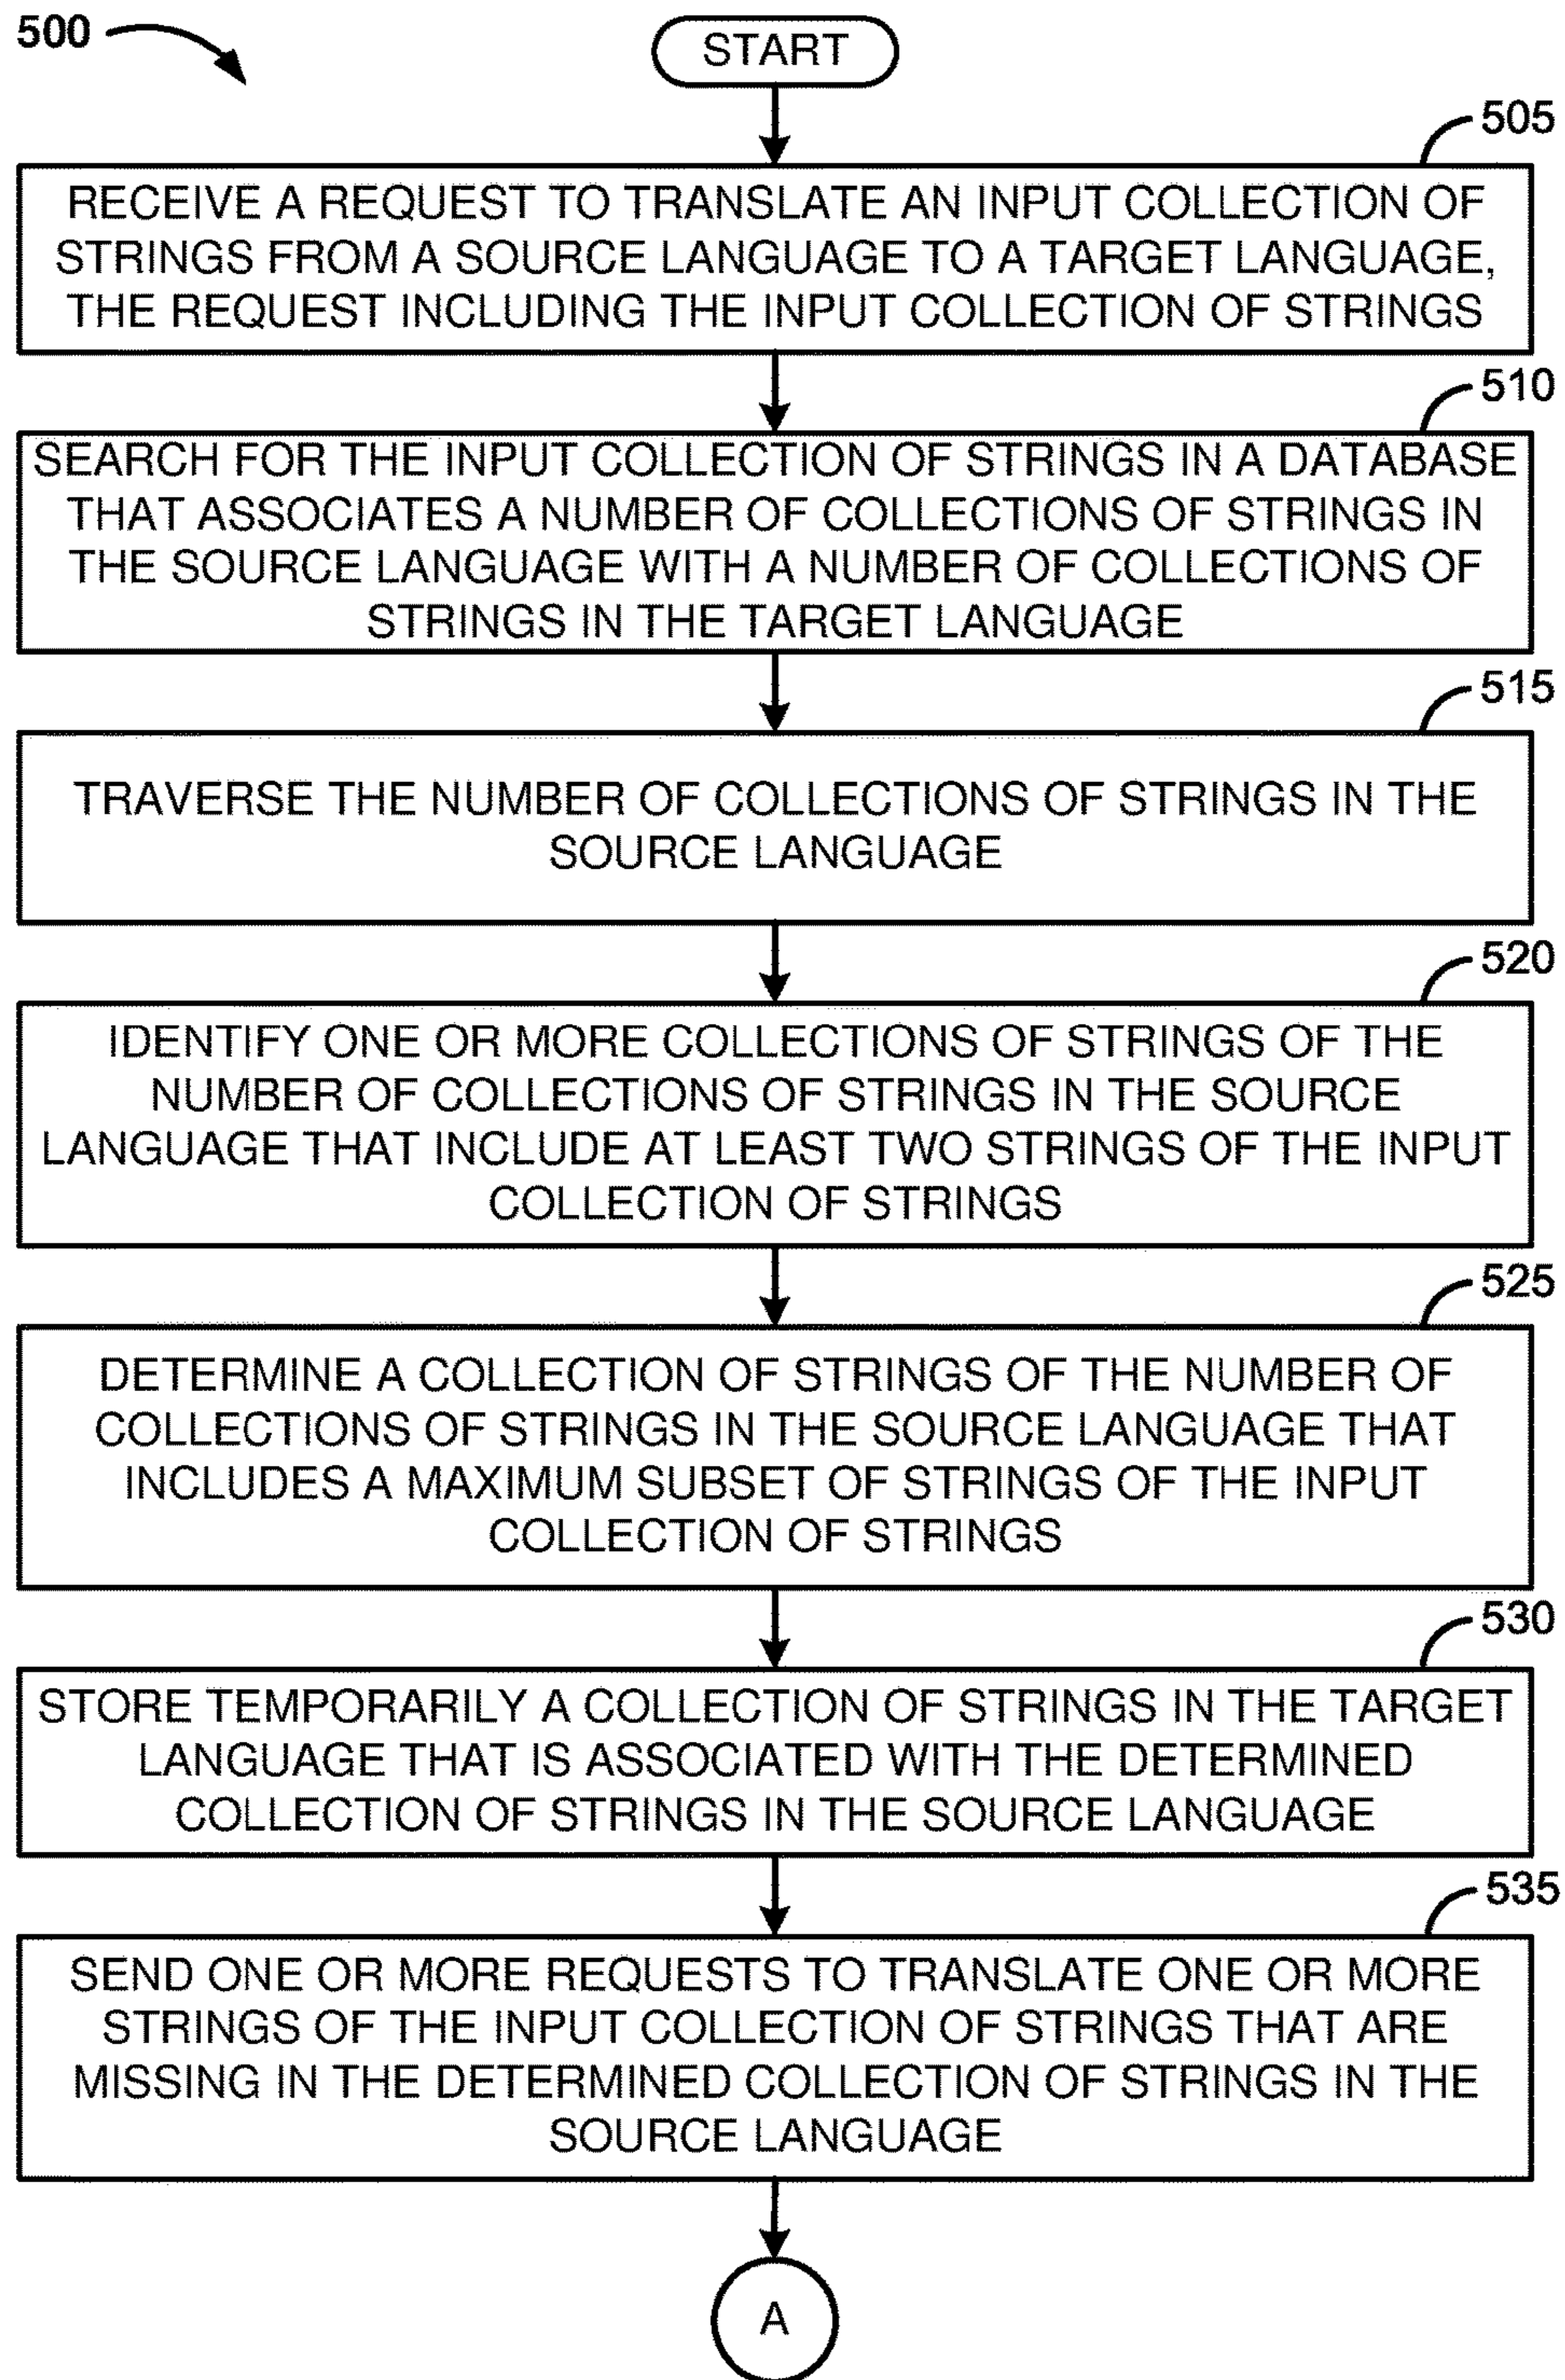 500
START
505
RECEIVE A REQUEST TO TRANSLATE AN INPUT COLLECTION OF
STRINGS FROM A SOURCE LANGUAGE TO A TARGET LANGUAGE,
THE REQUEST INCLUDING THE INPUT COLLECTION OF STRINGS
510
SEARCH FOR THE INPUT COLLECTION OF STRINGS IN A DATABASE
THAT ASSOCIATES A NUMBER OF COLLECTIONS OF STRINGS IN
THE SOURCE LANGUAGE WITH A NUMBER OF COLLECTIONS OF
STRINGS IN THE TARGET LANGUAGE
515
TRAVERSE THE NUMBER OF COLLECTIONS OF STRINGS IN THE
SOURCE LANGUAGE
520
IDENTIFY ONE OR MORE COLLECTIONS OF STRINGS OF THE
NUMBER OF COLLECTIONS OF STRINGS IN THE SOURCE
LANGUAGE THAT INCLUDE AT LEAST TWO STRINGS OF THE INPUT
COLLECTION OF STRINGS
525
DETERMINE A COLLECTION OF STRINGS OF THE NUMBER OF
COLLECTIONS OF STRINGS IN THE SOURCE LANGUAGE THAT
INCLUDES A MAXIMUM SUBSET OF STRINGS OF THE INPUT
COLLECTION OF STRINGS
530
STORE TEMPORARILY A COLLECTION OF STRINGS IN THE TARGET
LANGUAGE THAT IS ASSOCIATED WITH THE DETERMINED
COLLECTION OF STRINGS IN THE SOURCE LANGUAGE
535
SEND ONE OR MORE REQUESTS TO TRANSLATE ONE OR MORE
STRINGS OF THE INPUT COLLECTION OF STRINGS THAT ARE
MISSING IN THE DETERMINED COLLECTION OF STRINGS IN THE
SOURCE LANGUAGE
A